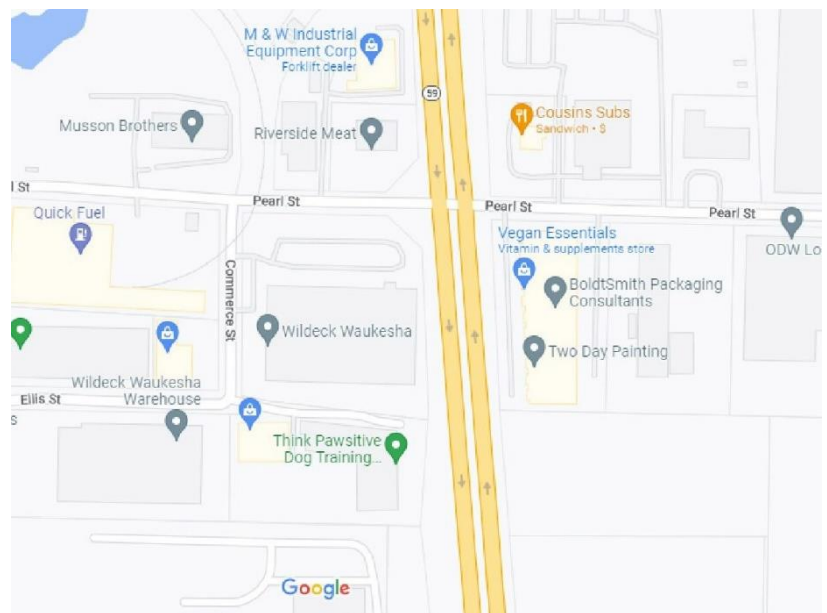 M & W Industrial
Equipment Corp
Forklift dealer
59
Cousins Subs
Sandwich • $
Musson Brothers
Riverside Meat
l St
Pearl St
Pearl St
Pearl St
Quick Fuel
Vegan Essentials
Vitamin & supplements store
ODW Lo
Commerce St
BoldtSmith Packaging
Consultants
Wildeck Waukesha
Two Day Painting
Wildeck Waukesha
Warehouse
Ellis St
s
Think Pawsitive
Dog Training...
Google